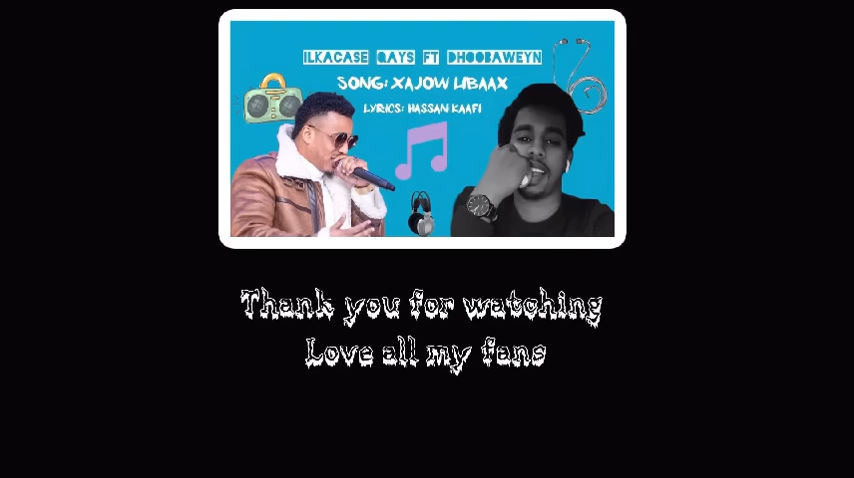 ILKACASE QAYS FT DHOOBAWEYN
SONG: XAJOW LIBAAX
LYRICS: HASSAN KAAFI
Thank you for watching
Love all my fans